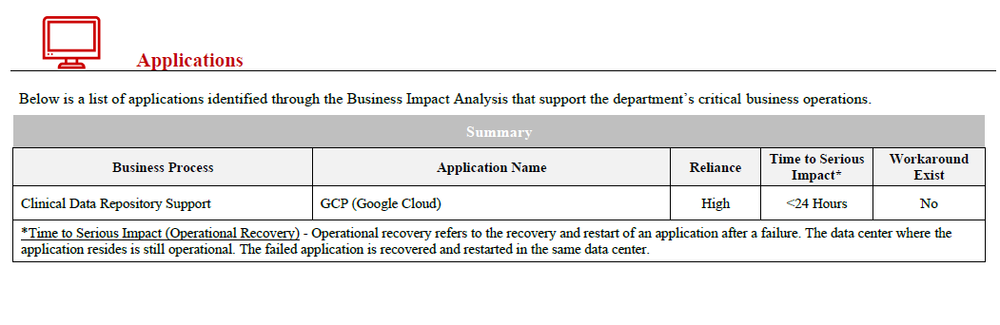 Applications
Below is a list of applications identified through the Business Impact Analysis that support the department’s critical business operations.
Summary
Business Process Application Name Reliance Time to Serious Impact* Workaround Exist
Clinical Data Repository Support GCP (Google Cloud) High <24 Hours No
*Time to Serious Impact (Operational Recovery) - Operational recovery refers to the recovery and restart of an application after a failure. The data center where the
application resides is still operational. The failed application is recovered and restarted in the same data center.